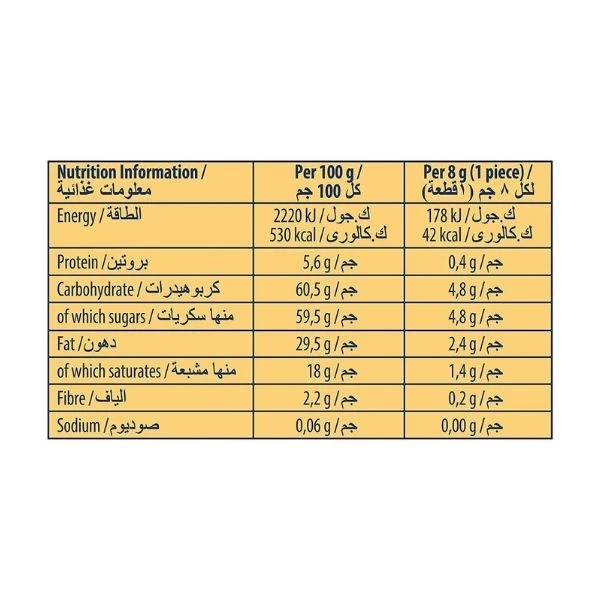 Nutrition Information / Per 100 g / Per 8 g (1 piece) /
معلومات غذائية كل 100 جم لكل ٨ جم (١ قطعة)
Energy / الطاقة 2220 kJ / ك.جول 178 kJ / ك.جول
530 kcal / ك.كالورى 42 kcal / ك.كالورى
Protein / بروتين 5,6 g / جم 0,4 g / جم
Carbohydrate / كربوهيدرات 60,5 g / جم 4,8 g / جم
of which sugars / منها سكريات 59,5 g / جم 4,8 g / جم
Fat / دهون 29,5 g / جم 2,4 g / جم
of which saturates / منها مشبعة 18 g / جم 1,4 g / جم
Fibre / الياف 2,2 g / جم 0,2 g / جم
Sodium / صوديوم 0,06 g / جم 0,00 g / جم